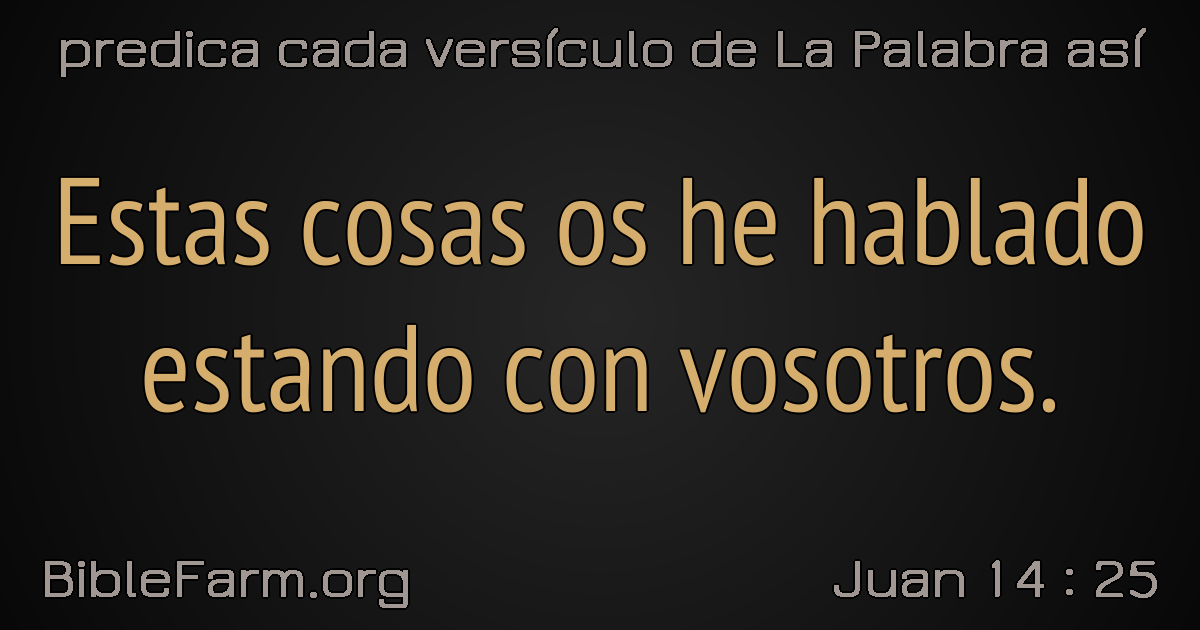 predica cada versículo de La Palabra así
Estas cosas os he hablado
estando con vosotros.
BibleFarm.org
Juan 14 : 25